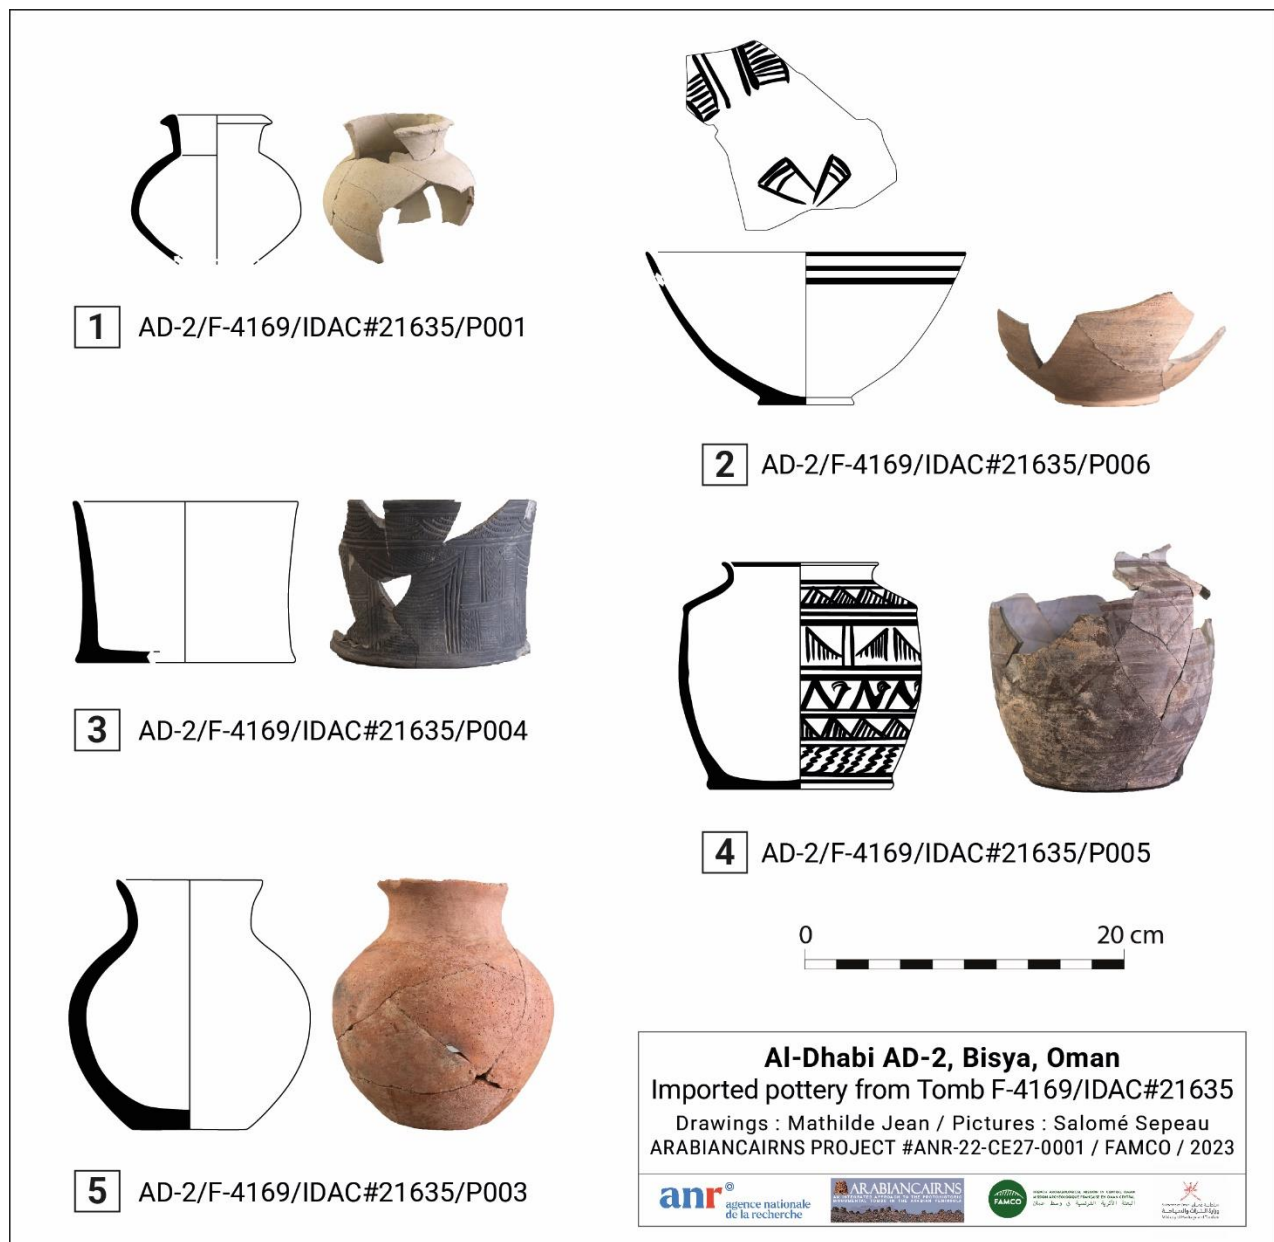 1 AD-2/F-4169/IDAC#21635/P001
2 AD-2/F-4169/IDAC#21635/P006
3 AD-2/F-4169/IDAC#21635/P004
4 AD-2/F-4169/IDAC#21635/P005
5 AD-2/F-4169/IDAC#21635/P003
0 20 cm
Al-Dhabi AD-2, Bisya, Oman
Imported pottery from Tomb F-4169/IDAC#21635
Drawings : Mathilde Jean / Pictures : Salomé Sepeau
ARABIANCAIRNS PROJECT #ANR-22-CE27-0001 / FAMCO / 2023
anr
agence nationale
de la recherche
ARABIANCAIRNS
FAMCO